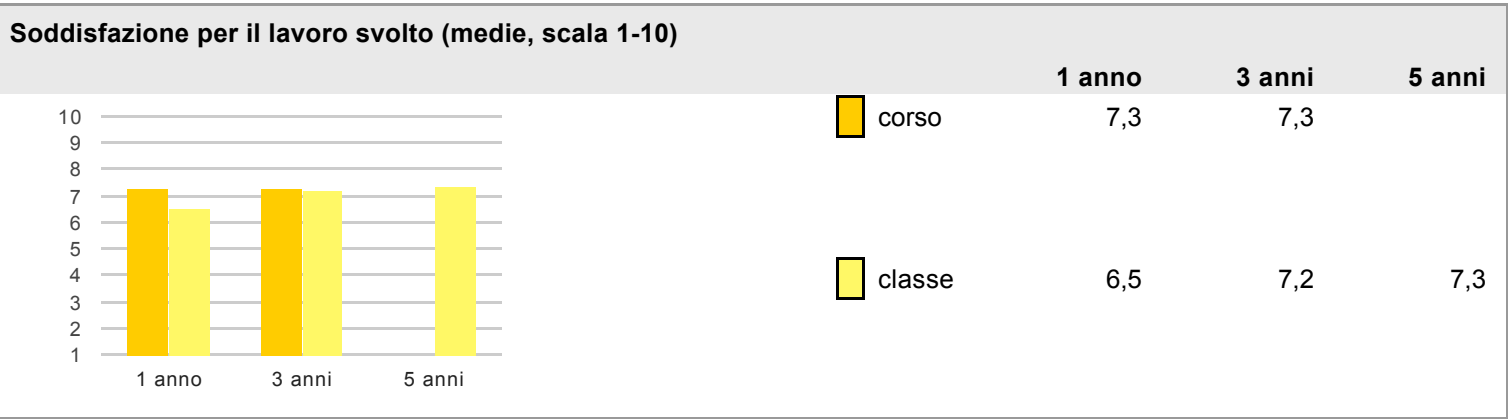 Soddisfazione per il lavoro svolto (medie, scala 1-10)
1 anno 3 anni 5 anni
corso 7,3 7,3
classe 6,5 7,2 7,3
10
9
8
7
6
5
4
3
2
1
1 anno 3 anni 5 anni